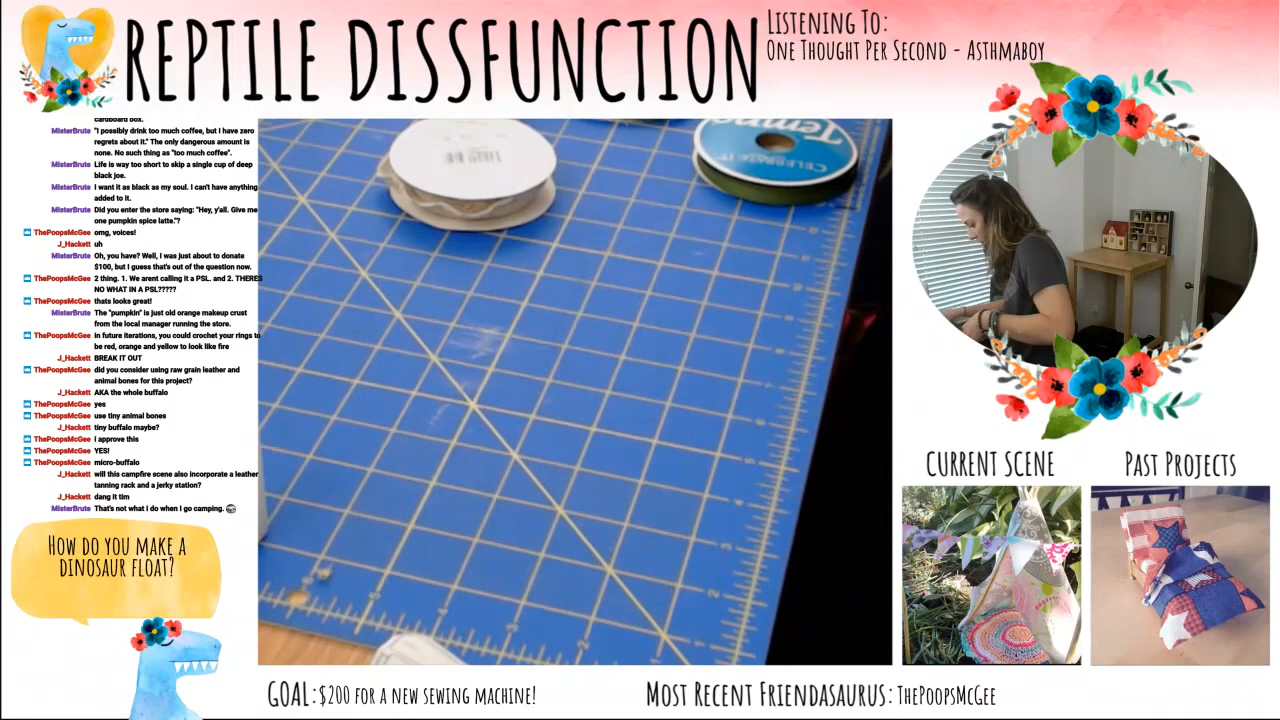 REPTILE DISSFUNCTION
LISTENING TO:
ONE THOUGHT PER SECOND - ASTHMABOY
cardboard box.
MisterBrute "I possibly drink too much coffee, but I have zero
regrets about it." The only dangerous amount is
none. No such thing as "too much coffee".
MisterBrute Life is way too short to skip a single cup of deep
black joe.
MisterBrute I want it as black as my soul. I can't have anything
added to it.
MisterBrute Did you enter the store saying: "Hey, y'all. Give me
one pumpkin spice latte."?
ThePoopsMcGee omg, voices!
J_Hackett uh
MisterBrute Oh, you have? Well, I was just about to donate
$100, but I guess that's out of the question now.
ThePoopsMcGee 2 thing. 1. We arent calling it a PSL. and 2. THERES
NO WHAT IN A PSL?????
ThePoopsMcGee thats looks great!
MisterBrute The "pumpkin" is just old orange makeup crust
from the local manager running the store.
ThePoopsMcGee in future iterations, you could crochet your rings to
be red, orange and yellow to look like fire
J_Hackett BREAK IT OUT
ThePoopsMcGee did you consider using raw grain leather and
animal bones for this project?
J_Hackett AKA the whole buffalo
ThePoopsMcGee yes
ThePoopsMcGee use tiny animal bones
J_Hackett tiny buffalo maybe?
ThePoopsMcGee i approve this
ThePoopsMcGee YES!
ThePoopsMcGee micro-buffalo
J_Hackett will this campfire scene also incorporate a leather
tanning rack and a jerky station?
J_Hackett dang it tim
MisterBrute That's not what i do when I go camping.
CELEBRATE IT
CURRENT SCENE
PAST PROJECTS
HOW DO YOU MAKE A
DINOSAUR FLOAT?
GOAL: $200 FOR A NEW SEWING MACHINE!
MOST RECENT FRIENDASAURUS: THEPOOPSMCGEE